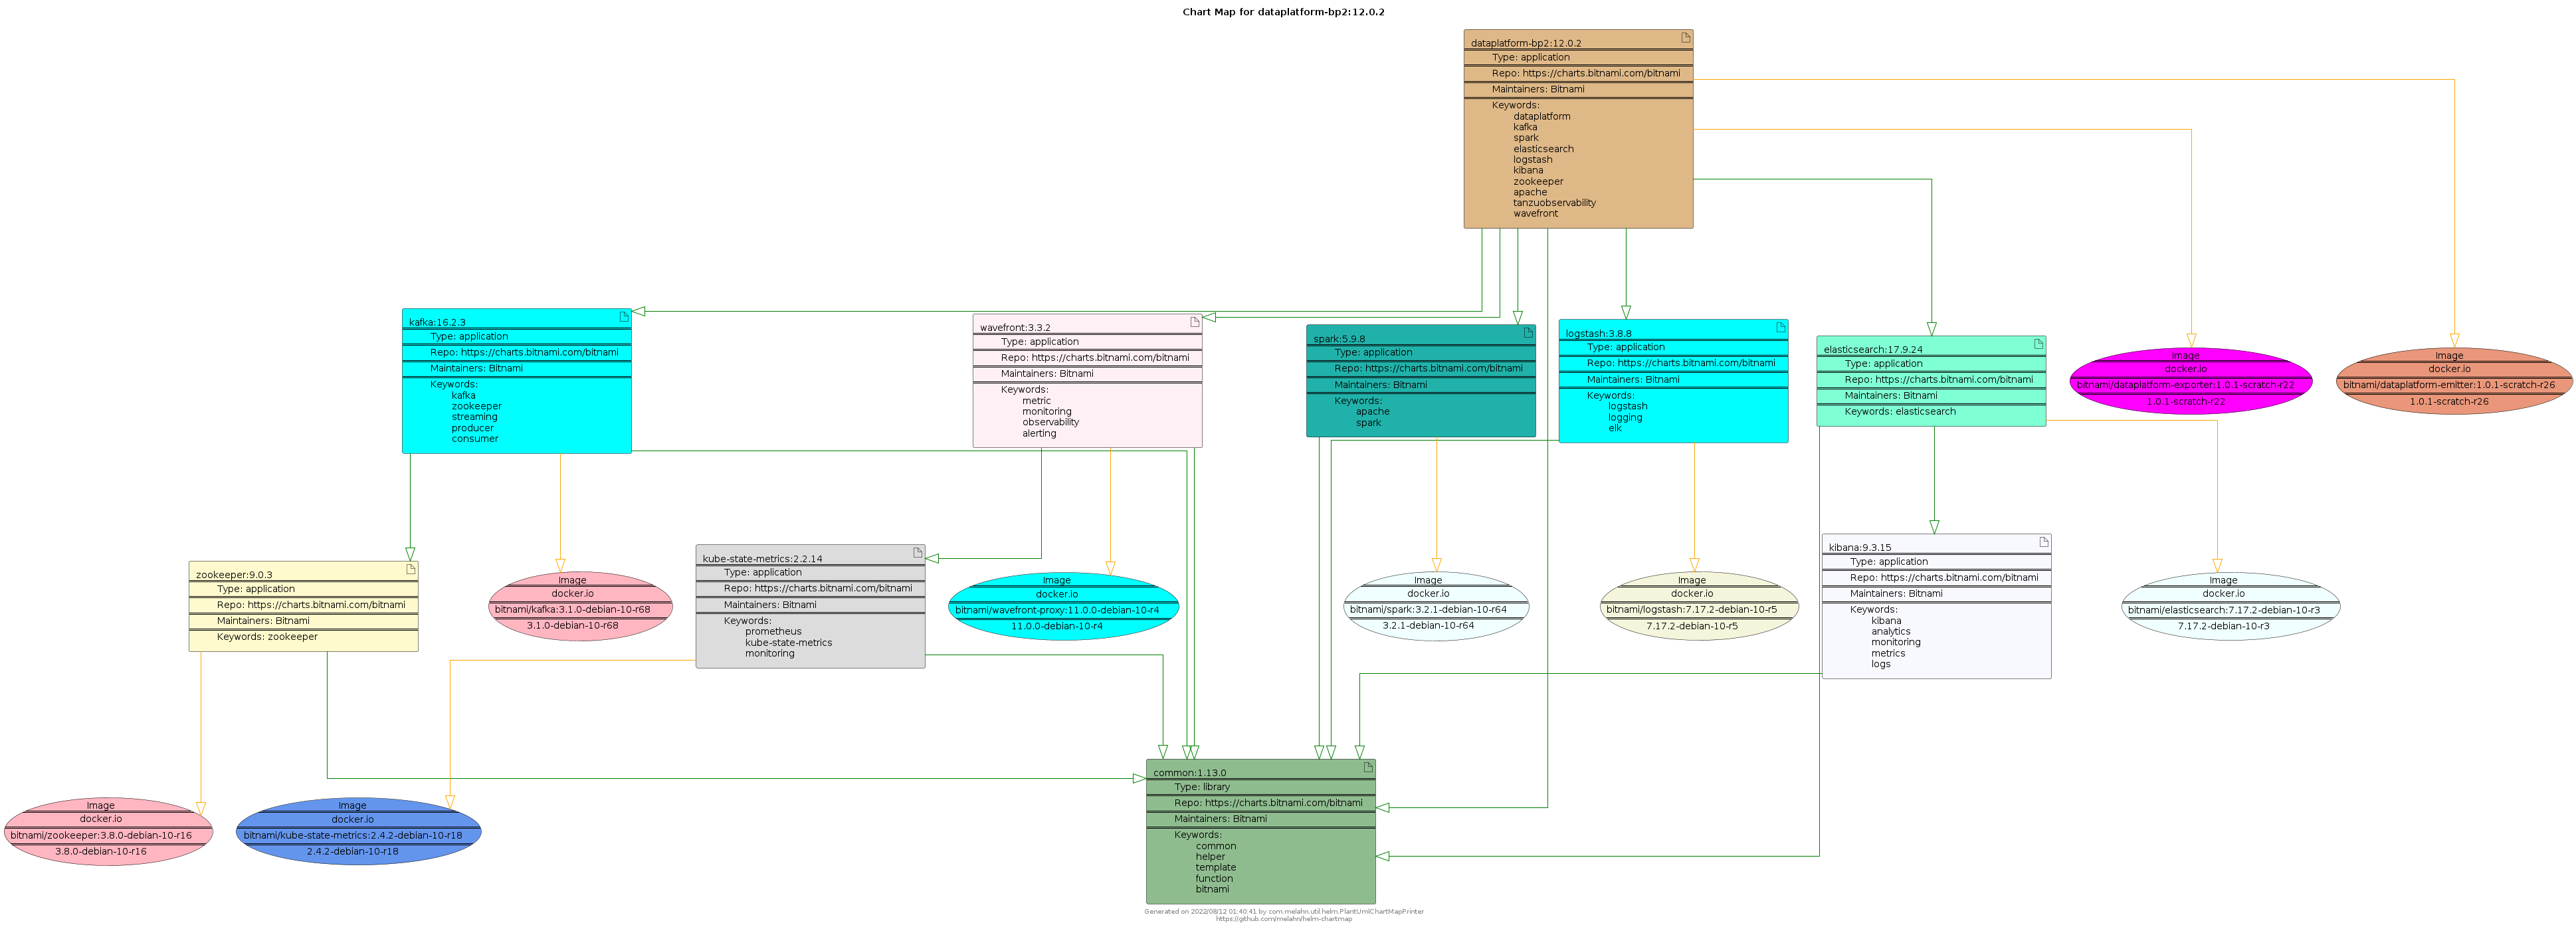 Chart Map for dataplatform-bp2:12.0.2
dataplatform-bp2:12.0.2
Type: application
Repo: https://charts.bitnami.com/bitnami
Maintainers: Bitnami
Keywords:
dataplatform
kafka
spark
elasticsearch
logstash
kibana
zookeeper
apache
tanzuobservability
wavefront
kafka:16.2.3
Type: application
Repo: https://charts.bitnami.com/bitnami
Maintainers: Bitnami
Keywords:
kafka
zookeeper
streaming
producer
consumer
wavefront:3.3.2
Type: application
Repo: https://charts.bitnami.com/bitnami
Maintainers: Bitnami
Keywords:
metric
monitoring
observability
alerting
spark:5.9.8
Type: application
Repo: https://charts.bitnami.com/bitnami
Maintainers: Bitnami
Keywords:
apache
spark
logstash:3.8.8
Type: application
Repo: https://charts.bitnami.com/bitnami
Maintainers: Bitnami
Keywords:
logstash
logging
elk
elasticsearch:17.9.24
Type: application
Repo: https://charts.bitnami.com/bitnami
Maintainers: Bitnami
Keywords: elasticsearch
Image
docker.io
bitnami/dataplatform-exporter:1.0.1-scratch-r22
1.0.1-scratch-r22
Image
docker.io
bitnami/dataplatform-emitter:1.0.1-scratch-r26
1.0.1-scratch-r26
zookeeper:9.0.3
Type: application
Repo: https://charts.bitnami.com/bitnami
Maintainers: Bitnami
Keywords: zookeeper
Image
docker.io
bitnami/kafka:3.1.0-debian-10-r68
3.1.0-debian-10-r68
kube-state-metrics:2.2.14
Type: application
Repo: https://charts.bitnami.com/bitnami
Maintainers: Bitnami
Keywords:
prometheus
kube-state-metrics
monitoring
Image
docker.io
bitnami/wavefront-proxy:11.0.0-debian-10-r4
11.0.0-debian-10-r4
Image
docker.io
bitnami/spark:3.2.1-debian-10-r64
3.2.1-debian-10-r64
Image
docker.io
bitnami/logstash:7.17.2-debian-10-r5
7.17.2-debian-10-r5
kibana:9.3.15
Type: application
Repo: https://charts.bitnami.com/bitnami
Maintainers: Bitnami
Keywords:
kibana
analytics
monitoring
metrics
logs
Image
docker.io
bitnami/elasticsearch:7.17.2-debian-10-r3
7.17.2-debian-10-r3
Image
docker.io
bitnami/zookeeper:3.8.0-debian-10-r16
3.8.0-debian-10-r16
Image
docker.io
bitnami/kube-state-metrics:2.4.2-debian-10-r18
2.4.2-debian-10-r18
common:1.13.0
Type: library
Repo: https://charts.bitnami.com/bitnami
Maintainers: Bitnami
Keywords:
common
helper
template
function
bitnami
Generated on 2022/08/12 01:40:41 by com.melahn.util.helm.PlantUmlChartMapPrinter
https://github.com/melahn/helm-chartmap